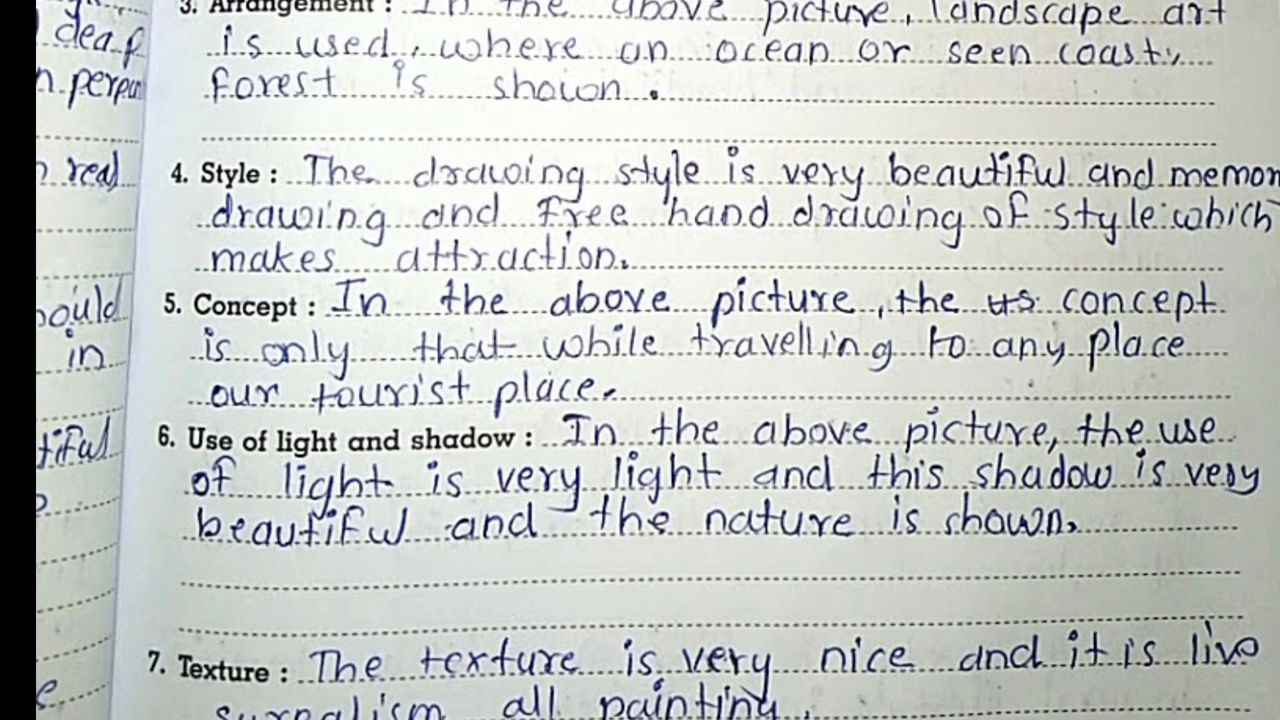 3. Arrangement : In the above picture, landscape art
is used, where an ocean or seen coast,
forest is shown.
4. Style : The drawing style is very beautiful and memor
drawing and free hand drawing of style which
makes attraction.
5. Concept : In the above picture, the us concept
is only that while travelling to any place
our tourist place.
6. Use of light and shadow : In the above picture, the use
of light is very light and this shadow is very
beautiful and the nature is shown.
7. Texture : The texture is very nice and it is live
surrealism all painting.
deaf
red
ould
in
tiful